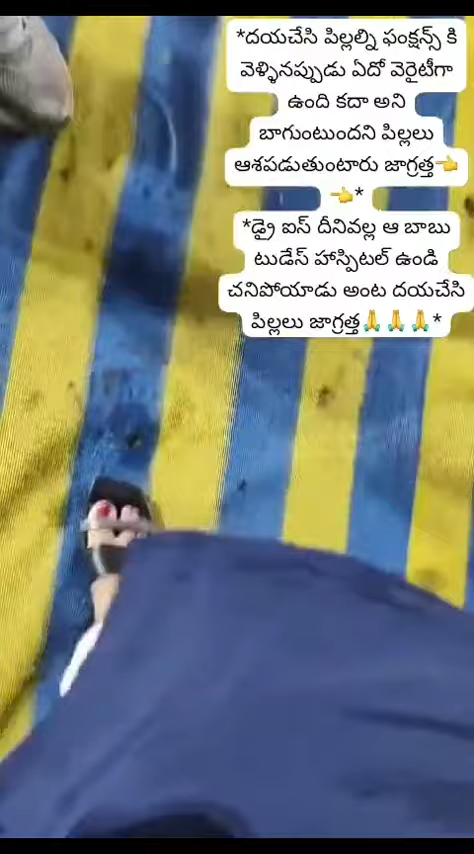 *దయచేసి పిల్లల్ని ఫంక్షన్స్ కి
వెళ్ళినప్పుడు ఏదో వెరైటీగా
ఉంది కదా అని
బాగుంటుందని పిల్లలు
ఆశపడుతుంటారు జాగ్రత్త👈
👈*
*డ్రై ఐస్ దీనివల్ల ఆ బాబు
టుడేస్ హాస్పిటల్ ఉండి
చనిపోయాడు అంట దయచేసి
పిల్లలు జాగ్రత్త🙏🙏🙏*